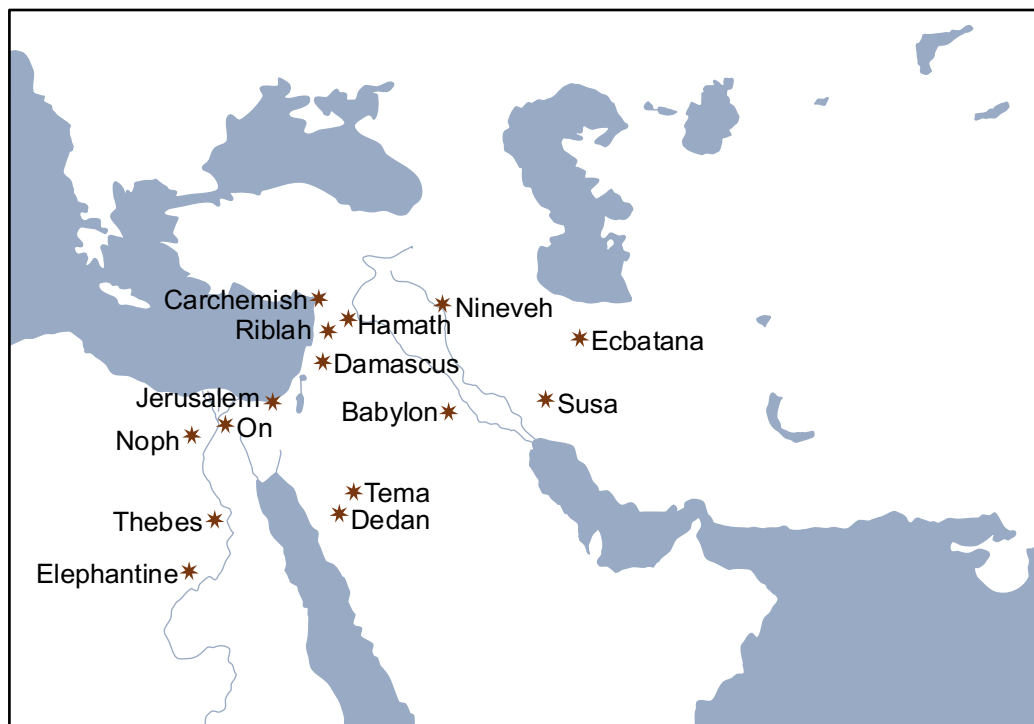 Carchemish
Nineveh
Riblah
Hamath
Ecbatana
Damascus
Jerusalem
Babylon
Susa
On
Noph
Tema
Thebes
Dedan
Elephantine